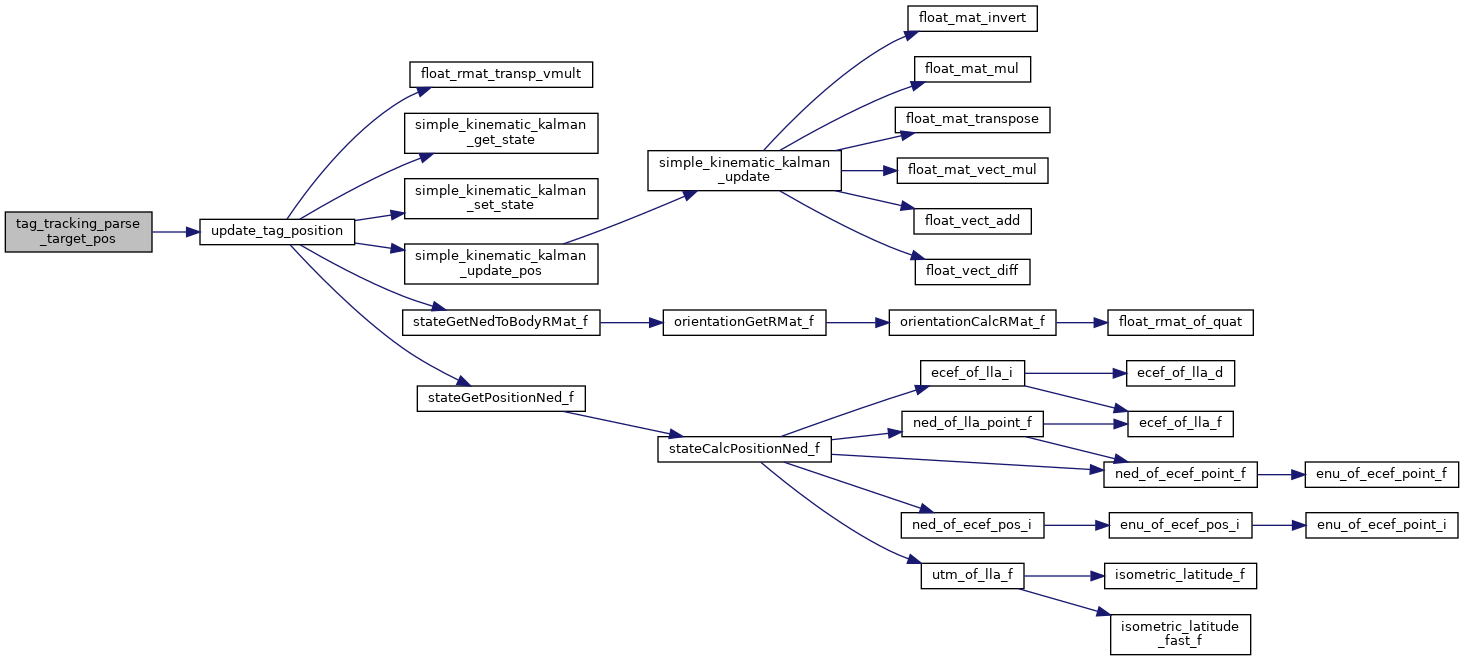 tag_tracking_parse
_target_pos
update_tag_position
float_rmat_transp_vmult
simple_kinematic_kalman
_get_state
simple_kinematic_kalman
_set_state
simple_kinematic_kalman
_update_pos
stateGetNedToBodyRMat_f
stateGetPositionNed_f
simple_kinematic_kalman
_update
float_mat_invert
float_mat_mul
float_mat_transpose
float_mat_vect_mul
float_vect_add
float_vect_diff
orientationGetRMat_f
orientationCalcRMat_f
float_rmat_of_quat
stateCalcPositionNed_f
ecef_of_lla_i
ecef_of_lla_d
ned_of_lla_point_f
ecef_of_lla_f
ned_of_ecef_point_f
enu_of_ecef_point_f
ned_of_ecef_pos_i
enu_of_ecef_pos_i
enu_of_ecef_point_i
utm_of_lla_f
isometric_latitude_f
isometric_latitude
_fast_f